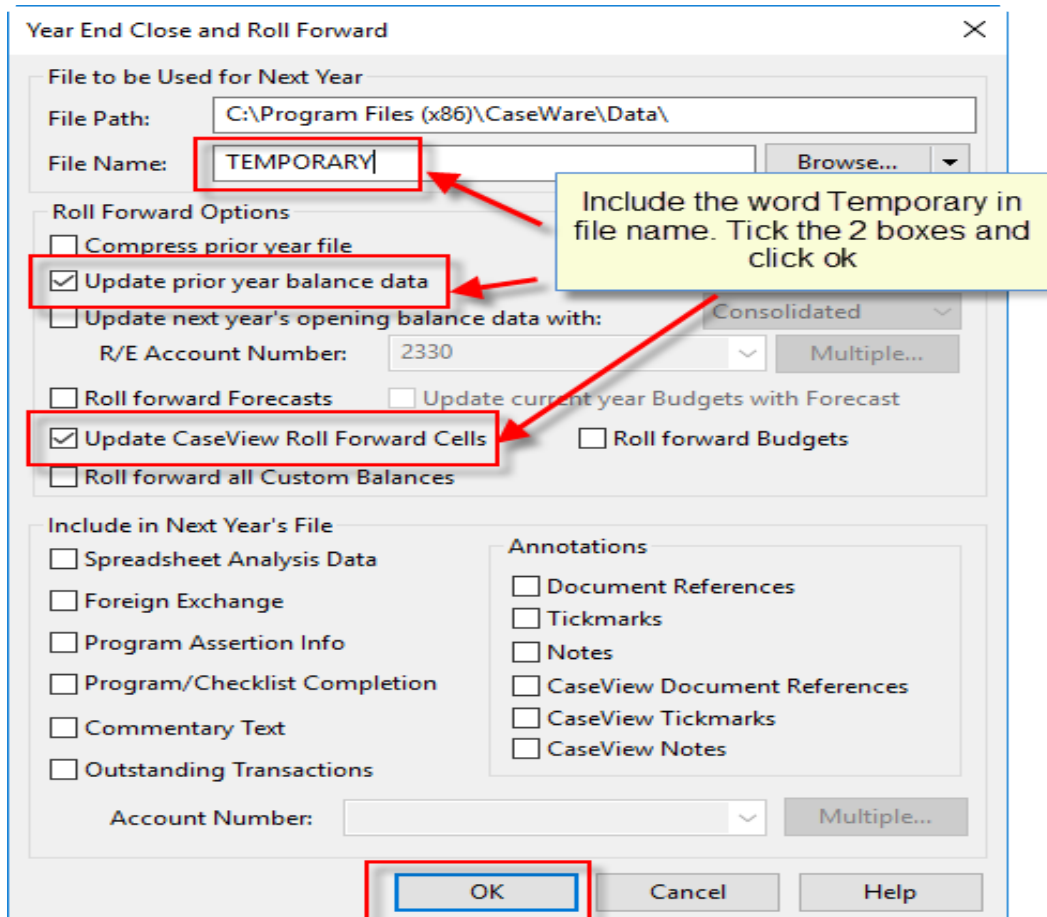 Year End Close and Roll Forward
File to be Used for Next Year
File Path: C:\Program Files (x86)\CaseWare\Data\
File Name: TEMPORARY Browse...
Include the word Temporary in
file name. Tick the 2 boxes and
click ok
Roll Forward Options
Compress prior year file
Update prior year balance data
Update next year's opening balance data with: Consolidated
R/E Account Number: 2330 Multiple...
Roll forward Forecasts Update current year Budgets with Forecast
Update CaseView Roll Forward Cells Roll forward Budgets
Roll forward all Custom Balances
Include in Next Year's File
Spreadsheet Analysis Data
Foreign Exchange
Program Assertion Info
Program/Checklist Completion
Commentary Text
Outstanding Transactions
Annotations
Document References
Tickmarks
Notes
CaseView Document References
CaseView Tickmarks
CaseView Notes
Account Number: Multiple...
OK Cancel Help